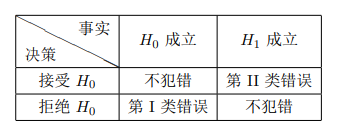 事实
决策
H₀ 成立 H₁ 成立
接受 H₀ 不犯错 第 II 类错误
拒绝 H₀ 第 I 类错误 不犯错